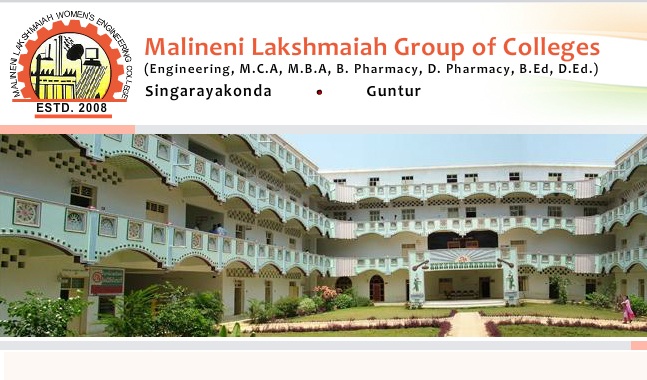 MALINENI LAKSHMAIAH WOMEN'S ENGINEERING COLLEGE
ESTD. 2008
Malineni Lakshmaiah Group of Colleges
(Engineering, M.C.A, M.B.A, B. Pharmacy, D. Pharmacy, B.Ed, D.Ed.)
Singarayakonda • Guntur